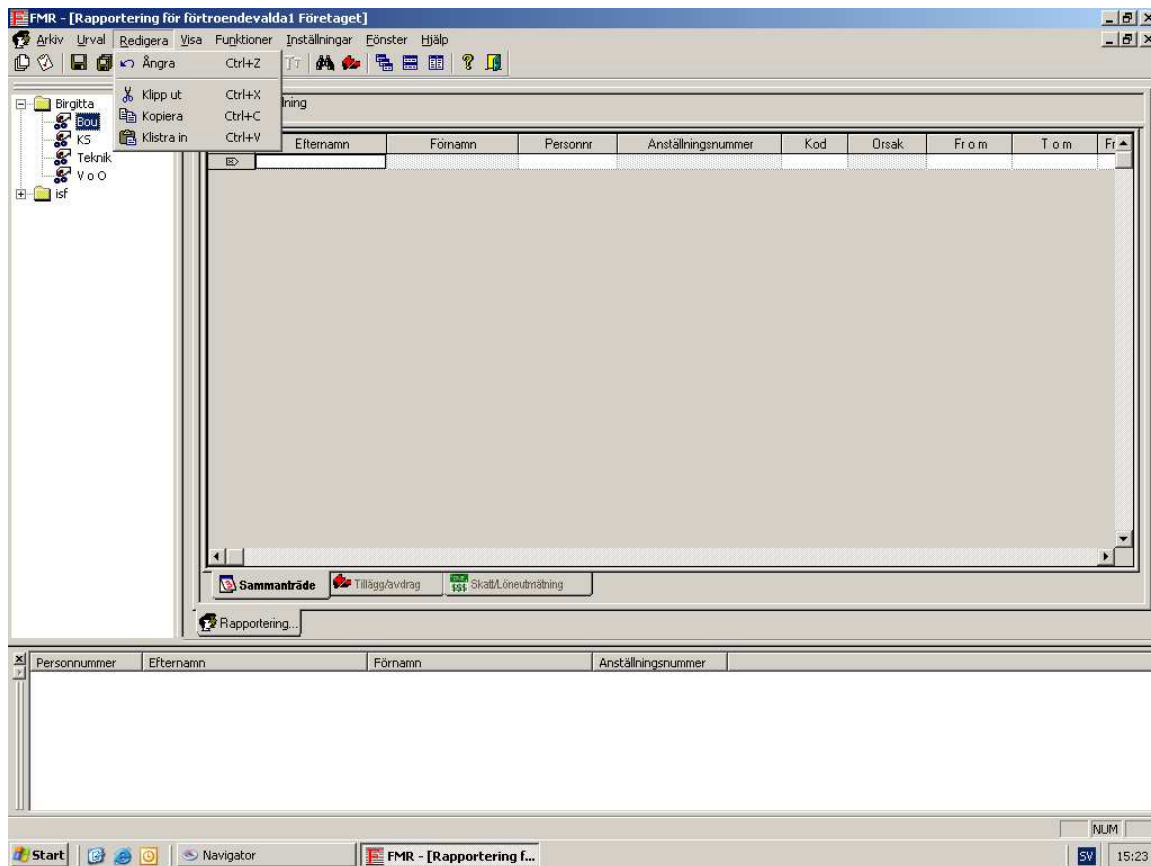 FMR - [Rapportering för förtroendevalda1 Företaget]
Arkiv Urval Redigera Visa Funktioner Inställningar Fönster Hjälp
Ångra Ctrl+Z
Klipp ut Ctrl+X
Kopiera Ctrl+C
Klistra in Ctrl+V
Birgitta
Bou
KS
Teknik
V o O
isf
Efternamn Förnamn Personnr Anställningsnummer Kod Orsak Fr o m T o m Fr
Sammanträde Tillägg/avdrag Skatt/Löneutmätning
Rapportering...
Personnummer Efternamn Förnamn Anställningsnummer
NUM
Start Navigator FMR - [Rapportering f... SV 15:23